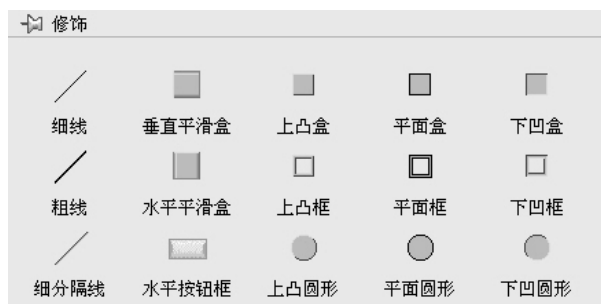 修饰
细线 垂直平滑盒 上凸盒 平面盒 下凹盒
粗线 水平平滑盒 上凸框 平面框 下凹框
细分隔线 水平按钮框 上凸圆形 平面圆形 下凹圆形